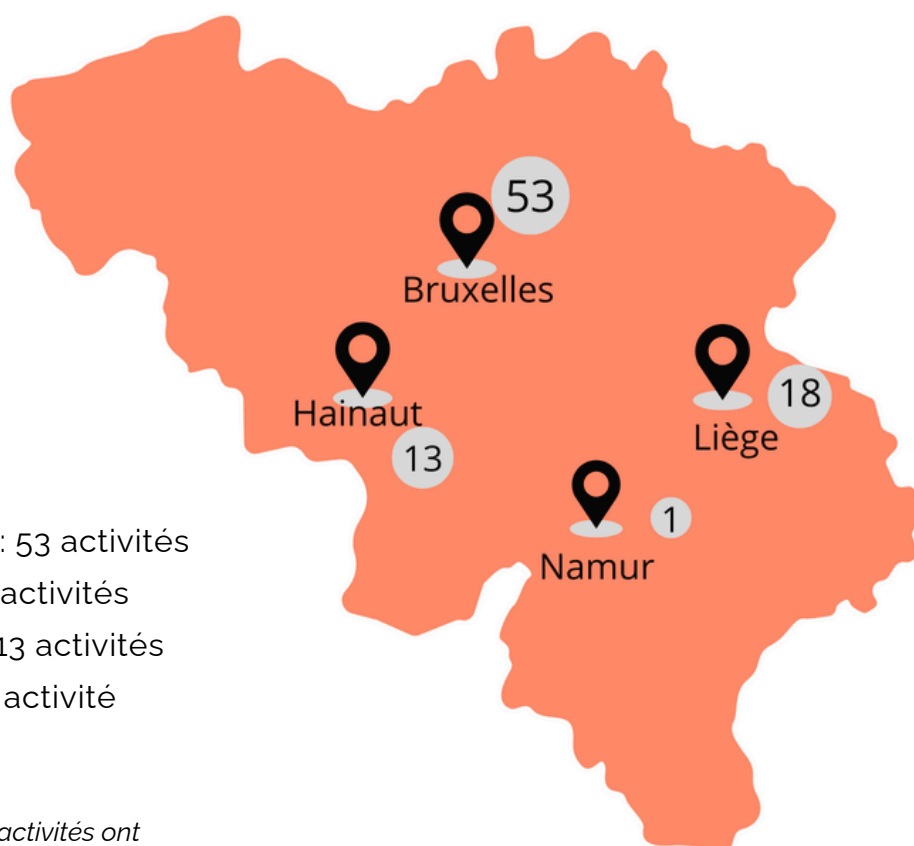 53
Bruxelles
Hainaut
13
18
Liège
1
Namur
: 53 activités
activités
13 activités
activité
activités ont